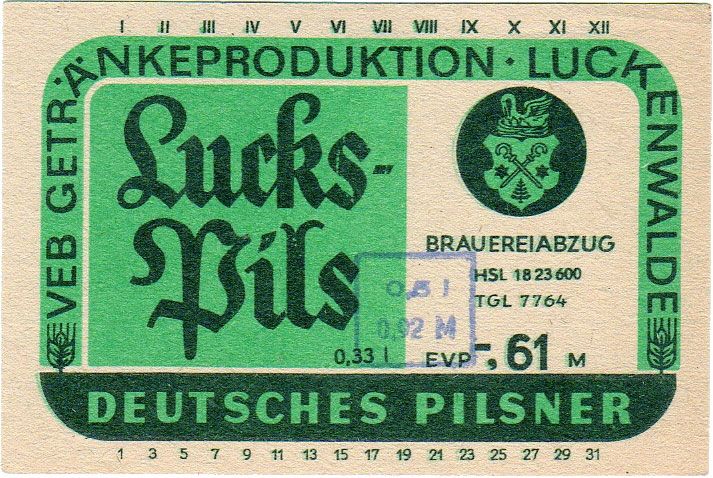 I II III IV V VI VII VIII IX X XI XII
VEB GETRÄNKEPRODUKTION · LUCKENWALDE
Lucks-
Pils
BRAUEREIABZUG
HSL 18 23 600
TGL 7764
0,5 l
0,92 M
0,33 l
EVP -,61 M
DEUTSCHES PILSNER
1 3 5 7 9 11 13 15 17 19 21 23 25 27 29 31